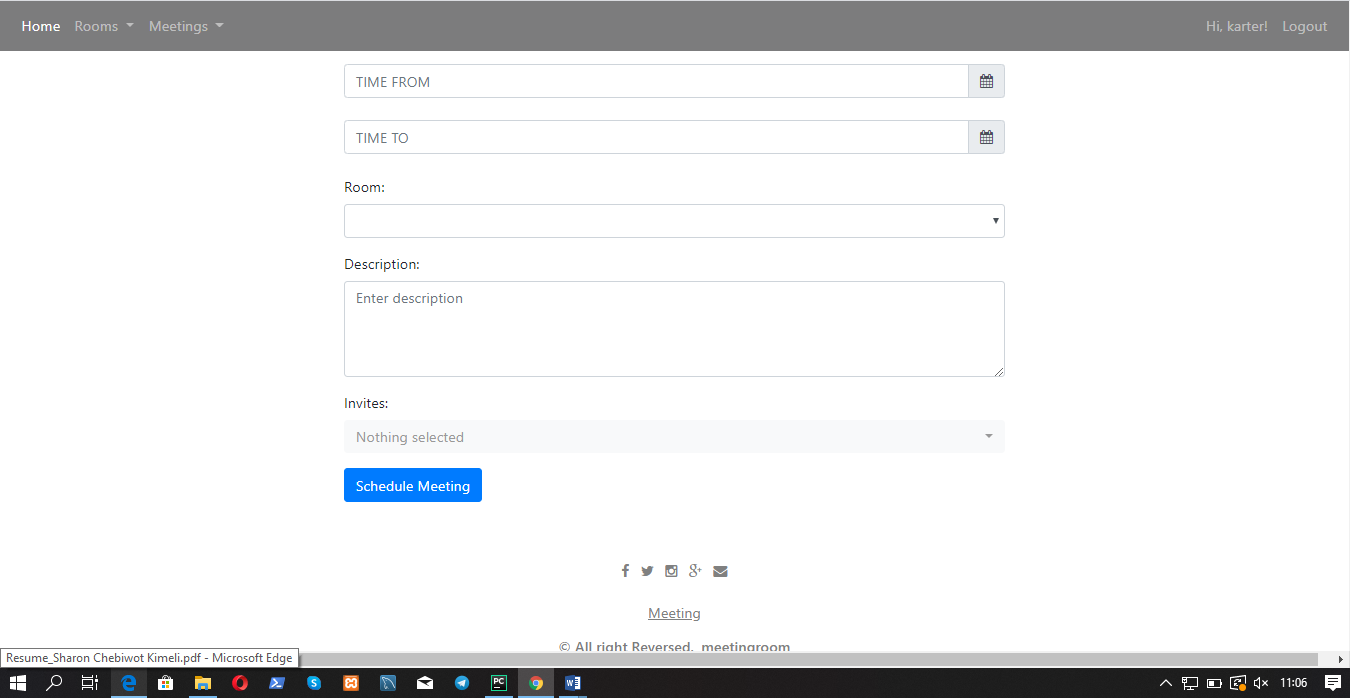 Home Rooms Meetings Hi, karter! Logout
TIME FROM
TIME TO
Room:
Description:
Enter description
Invites:
Nothing selected
Schedule Meeting
Meeting
© All right Reversed. meetingroom
Resume_Sharon Chebiwot Kimeli.pdf - Microsoft Edge
11:06